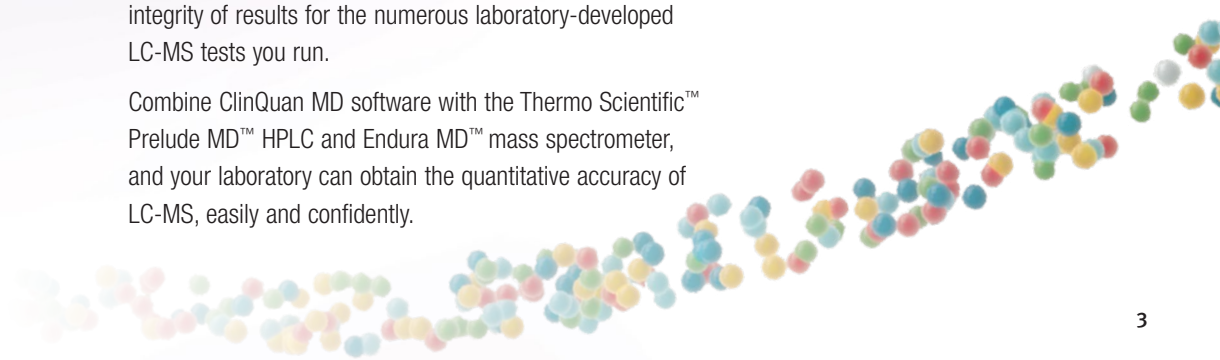 integrity of results for the numerous laboratory-developed
LC-MS tests you run.
Combine ClinQuan MD software with the Thermo Scientific™
Prelude MD™ HPLC and Endura MD™ mass spectrometer,
and your laboratory can obtain the quantitative accuracy of
LC-MS, easily and confidently.
3